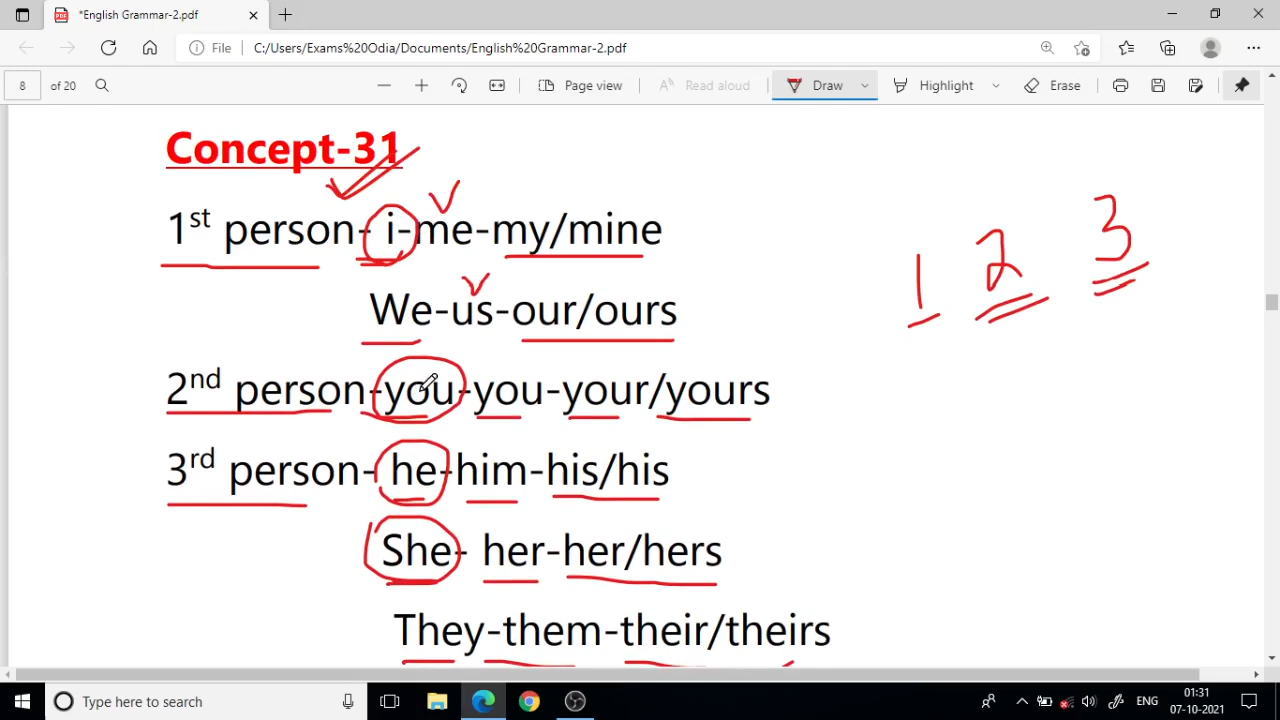 *English Grammar-2.pdf
File C:/Users/Exams%20Odia/Documents/English%20Grammar-2.pdf
8 of 20 Page view Read aloud Draw Highlight Erase
Concept-31
1st person- i-me-my/mine
We-us-our/ours
1 2 3
2nd person-you-you-your/yours
3rd person- he-him-his/his
She- her-her/hers
They-them-their/theirs
Type here to search
ENG 01:31
07-10-2021